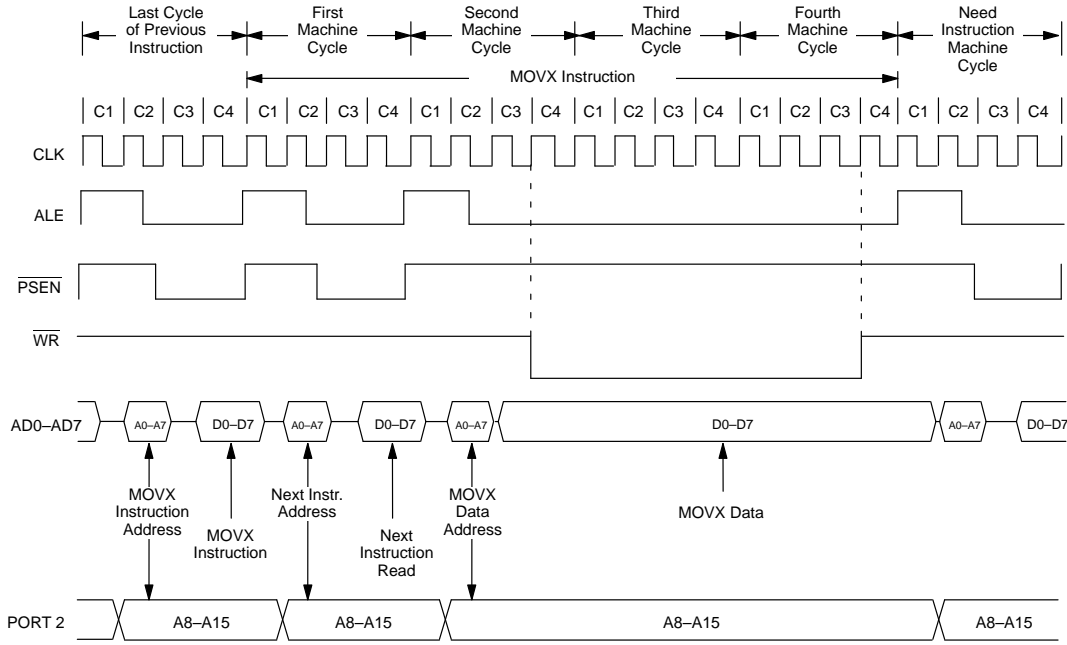 Last Cycle
of Previous
Instruction
First
Machine
Cycle
Second
Machine
Cycle
Third
Machine
Cycle
Fourth
Machine
Cycle
Need
Instruction
Machine
Cycle
MOVX Instruction
C1 C2 C3 C4 C1 C2 C3 C4 C1 C2 C3 C4 C1 C2 C3 C4 C1 C2 C3 C4 C1 C2 C3 C4
CLK
ALE
PSEN
WR
AD0–AD7 A0–A7 D0–D7 A0–A7 D0–D7 A0–A7 D0–D7 A0–A7 D0–D7
MOVX
Instruction
Address
MOVX
Instruction
Next Instr.
Address
Next
Instruction
Read
MOVX
Data
Address
MOVX Data
PORT 2 A8–A15 A8–A15 A8–A15 A8–A15